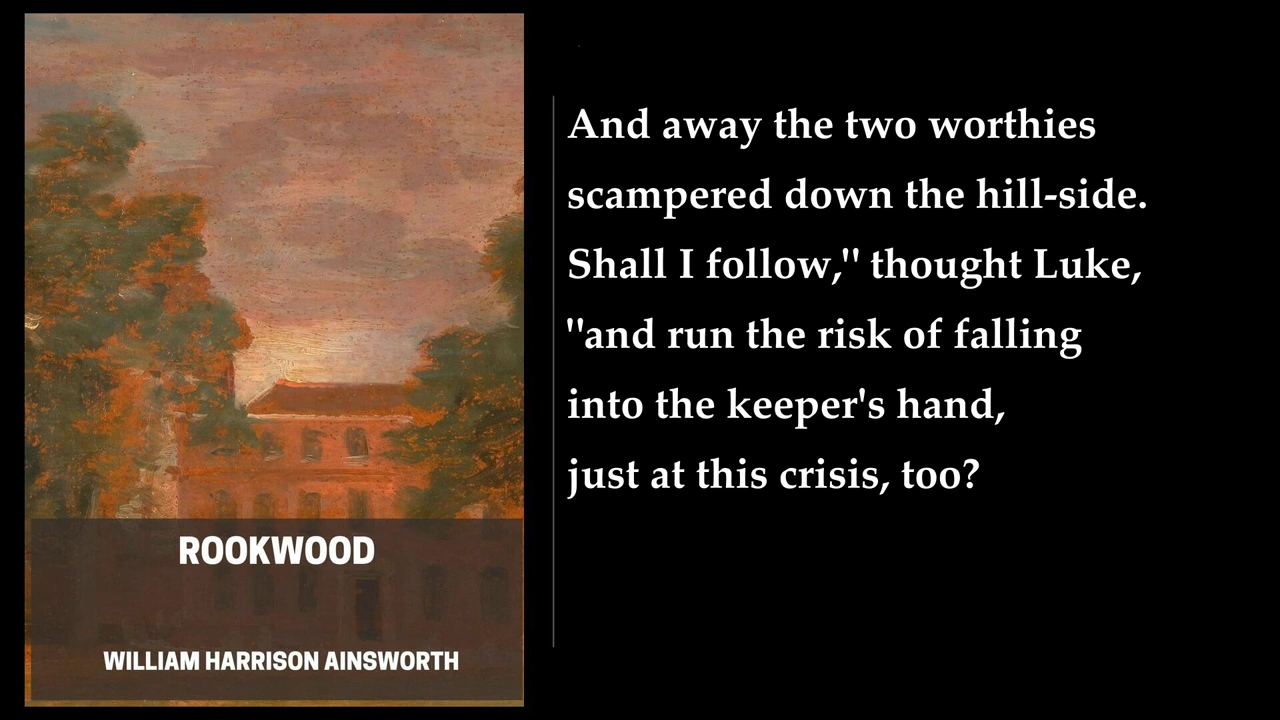 ROOKWOOD
WILLIAM HARRISON AINSWORTH
And away the two worthies
scampered down the hill-side.
Shall I follow," thought Luke,
"and run the risk of falling
into the keeper's hand,
just at this crisis, too?